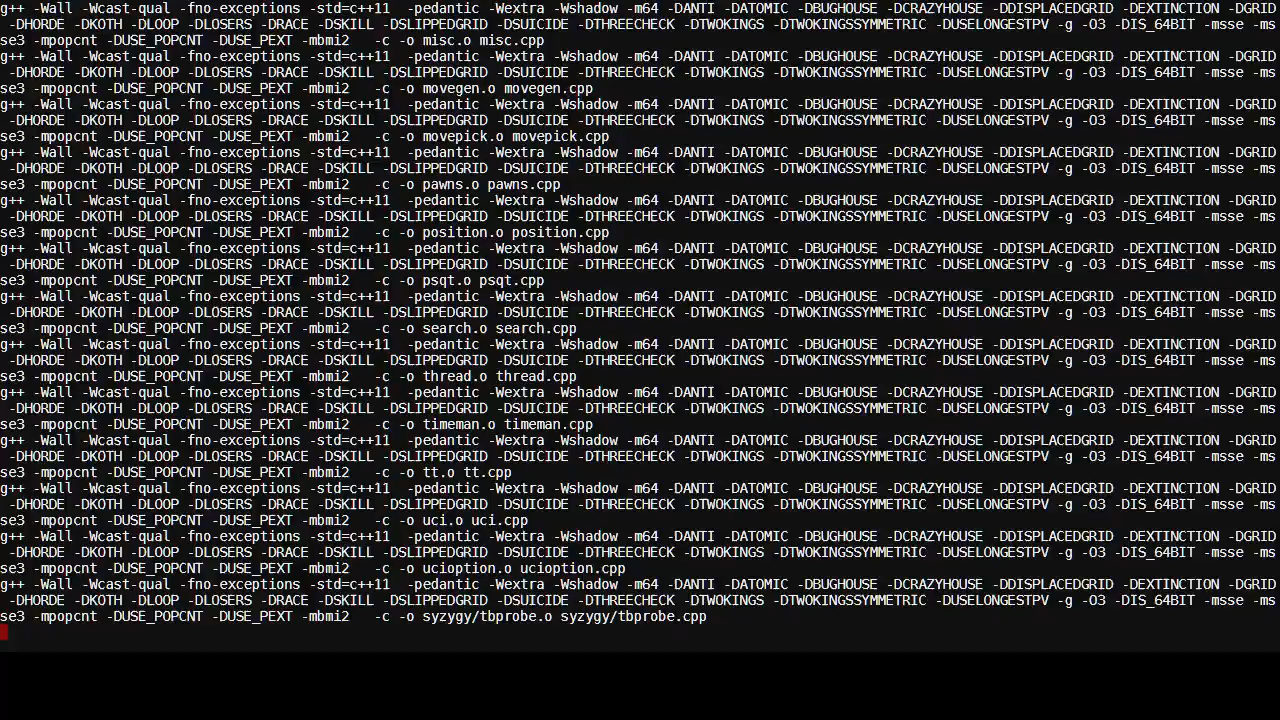 g++ -Wall -Wcast-qual -fno-exceptions -std=c++11  -pedantic -Wextra -Wshadow -m64 -DANTI -DATOMIC -DBUGHOUSE -DCRAZYHOUSE -DDISPLACEDGRID -DEXTINCTION -DGRID
 -DHORDE -DKOTH -DLOOP -DLOSERS -DRACE -DSKILL -DSLIPPEDGRID -DSUICIDE -DTHREECHECK -DTWOKINGS -DTWOKINGSSYMMETRIC -DUSELONGESTPV -g -O3 -DIS_64BIT -msse -ms
se3 -mpopcnt -DUSE_POPCNT -DUSE_PEXT -mbmi2   -c -o misc.o misc.cpp
g++ -Wall -Wcast-qual -fno-exceptions -std=c++11  -pedantic -Wextra -Wshadow -m64 -DANTI -DATOMIC -DBUGHOUSE -DCRAZYHOUSE -DDISPLACEDGRID -DEXTINCTION -DGRID
 -DHORDE -DKOTH -DLOOP -DLOSERS -DRACE -DSKILL -DSLIPPEDGRID -DSUICIDE -DTHREECHECK -DTWOKINGS -DTWOKINGSSYMMETRIC -DUSELONGESTPV -g -O3 -DIS_64BIT -msse -ms
se3 -mpopcnt -DUSE_POPCNT -DUSE_PEXT -mbmi2   -c -o movegen.o movegen.cpp
g++ -Wall -Wcast-qual -fno-exceptions -std=c++11  -pedantic -Wextra -Wshadow -m64 -DANTI -DATOMIC -DBUGHOUSE -DCRAZYHOUSE -DDISPLACEDGRID -DEXTINCTION -DGRID
 -DHORDE -DKOTH -DLOOP -DLOSERS -DRACE -DSKILL -DSLIPPEDGRID -DSUICIDE -DTHREECHECK -DTWOKINGS -DTWOKINGSSYMMETRIC -DUSELONGESTPV -g -O3 -DIS_64BIT -msse -ms
se3 -mpopcnt -DUSE_POPCNT -DUSE_PEXT -mbmi2   -c -o movepick.o movepick.cpp
g++ -Wall -Wcast-qual -fno-exceptions -std=c++11  -pedantic -Wextra -Wshadow -m64 -DANTI -DATOMIC -DBUGHOUSE -DCRAZYHOUSE -DDISPLACEDGRID -DEXTINCTION -DGRID
 -DHORDE -DKOTH -DLOOP -DLOSERS -DRACE -DSKILL -DSLIPPEDGRID -DSUICIDE -DTHREECHECK -DTWOKINGS -DTWOKINGSSYMMETRIC -DUSELONGESTPV -g -O3 -DIS_64BIT -msse -ms
se3 -mpopcnt -DUSE_POPCNT -DUSE_PEXT -mbmi2   -c -o pawns.o pawns.cpp
g++ -Wall -Wcast-qual -fno-exceptions -std=c++11  -pedantic -Wextra -Wshadow -m64 -DANTI -DATOMIC -DBUGHOUSE -DCRAZYHOUSE -DDISPLACEDGRID -DEXTINCTION -DGRID
 -DHORDE -DKOTH -DLOOP -DLOSERS -DRACE -DSKILL -DSLIPPEDGRID -DSUICIDE -DTHREECHECK -DTWOKINGS -DTWOKINGSSYMMETRIC -DUSELONGESTPV -g -O3 -DIS_64BIT -msse -ms
se3 -mpopcnt -DUSE_POPCNT -DUSE_PEXT -mbmi2   -c -o position.o position.cpp
g++ -Wall -Wcast-qual -fno-exceptions -std=c++11  -pedantic -Wextra -Wshadow -m64 -DANTI -DATOMIC -DBUGHOUSE -DCRAZYHOUSE -DDISPLACEDGRID -DEXTINCTION -DGRID
 -DHORDE -DKOTH -DLOOP -DLOSERS -DRACE -DSKILL -DSLIPPEDGRID -DSUICIDE -DTHREECHECK -DTWOKINGS -DTWOKINGSSYMMETRIC -DUSELONGESTPV -g -O3 -DIS_64BIT -msse -ms
se3 -mpopcnt -DUSE_POPCNT -DUSE_PEXT -mbmi2   -c -o psqt.o psqt.cpp
g++ -Wall -Wcast-qual -fno-exceptions -std=c++11  -pedantic -Wextra -Wshadow -m64 -DANTI -DATOMIC -DBUGHOUSE -DCRAZYHOUSE -DDISPLACEDGRID -DEXTINCTION -DGRID
 -DHORDE -DKOTH -DLOOP -DLOSERS -DRACE -DSKILL -DSLIPPEDGRID -DSUICIDE -DTHREECHECK -DTWOKINGS -DTWOKINGSSYMMETRIC -DUSELONGESTPV -g -O3 -DIS_64BIT -msse -ms
se3 -mpopcnt -DUSE_POPCNT -DUSE_PEXT -mbmi2   -c -o search.o search.cpp
g++ -Wall -Wcast-qual -fno-exceptions -std=c++11  -pedantic -Wextra -Wshadow -m64 -DANTI -DATOMIC -DBUGHOUSE -DCRAZYHOUSE -DDISPLACEDGRID -DEXTINCTION -DGRID
 -DHORDE -DKOTH -DLOOP -DLOSERS -DRACE -DSKILL -DSLIPPEDGRID -DSUICIDE -DTHREECHECK -DTWOKINGS -DTWOKINGSSYMMETRIC -DUSELONGESTPV -g -O3 -DIS_64BIT -msse -ms
se3 -mpopcnt -DUSE_POPCNT -DUSE_PEXT -mbmi2   -c -o thread.o thread.cpp
g++ -Wall -Wcast-qual -fno-exceptions -std=c++11  -pedantic -Wextra -Wshadow -m64 -DANTI -DATOMIC -DBUGHOUSE -DCRAZYHOUSE -DDISPLACEDGRID -DEXTINCTION -DGRID
 -DHORDE -DKOTH -DLOOP -DLOSERS -DRACE -DSKILL -DSLIPPEDGRID -DSUICIDE -DTHREECHECK -DTWOKINGS -DTWOKINGSSYMMETRIC -DUSELONGESTPV -g -O3 -DIS_64BIT -msse -ms
se3 -mpopcnt -DUSE_POPCNT -DUSE_PEXT -mbmi2   -c -o timeman.o timeman.cpp
g++ -Wall -Wcast-qual -fno-exceptions -std=c++11  -pedantic -Wextra -Wshadow -m64 -DANTI -DATOMIC -DBUGHOUSE -DCRAZYHOUSE -DDISPLACEDGRID -DEXTINCTION -DGRID
 -DHORDE -DKOTH -DLOOP -DLOSERS -DRACE -DSKILL -DSLIPPEDGRID -DSUICIDE -DTHREECHECK -DTWOKINGS -DTWOKINGSSYMMETRIC -DUSELONGESTPV -g -O3 -DIS_64BIT -msse -ms
se3 -mpopcnt -DUSE_POPCNT -DUSE_PEXT -mbmi2   -c -o tt.o tt.cpp
g++ -Wall -Wcast-qual -fno-exceptions -std=c++11  -pedantic -Wextra -Wshadow -m64 -DANTI -DATOMIC -DBUGHOUSE -DCRAZYHOUSE -DDISPLACEDGRID -DEXTINCTION -DGRID
 -DHORDE -DKOTH -DLOOP -DLOSERS -DRACE -DSKILL -DSLIPPEDGRID -DSUICIDE -DTHREECHECK -DTWOKINGS -DTWOKINGSSYMMETRIC -DUSELONGESTPV -g -O3 -DIS_64BIT -msse -ms
se3 -mpopcnt -DUSE_POPCNT -DUSE_PEXT -mbmi2   -c -o uci.o uci.cpp
g++ -Wall -Wcast-qual -fno-exceptions -std=c++11  -pedantic -Wextra -Wshadow -m64 -DANTI -DATOMIC -DBUGHOUSE -DCRAZYHOUSE -DDISPLACEDGRID -DEXTINCTION -DGRID
 -DHORDE -DKOTH -DLOOP -DLOSERS -DRACE -DSKILL -DSLIPPEDGRID -DSUICIDE -DTHREECHECK -DTWOKINGS -DTWOKINGSSYMMETRIC -DUSELONGESTPV -g -O3 -DIS_64BIT -msse -ms
se3 -mpopcnt -DUSE_POPCNT -DUSE_PEXT -mbmi2   -c -o ucioption.o ucioption.cpp
g++ -Wall -Wcast-qual -fno-exceptions -std=c++11  -pedantic -Wextra -Wshadow -m64 -DANTI -DATOMIC -DBUGHOUSE -DCRAZYHOUSE -DDISPLACEDGRID -DEXTINCTION -DGRID
 -DHORDE -DKOTH -DLOOP -DLOSERS -DRACE -DSKILL -DSLIPPEDGRID -DSUICIDE -DTHREECHECK -DTWOKINGS -DTWOKINGSSYMMETRIC -DUSELONGESTPV -g -O3 -DIS_64BIT -msse -ms
se3 -mpopcnt -DUSE_POPCNT -DUSE_PEXT -mbmi2   -c -o syzygy/tbprobe.o syzygy/tbprobe.cpp